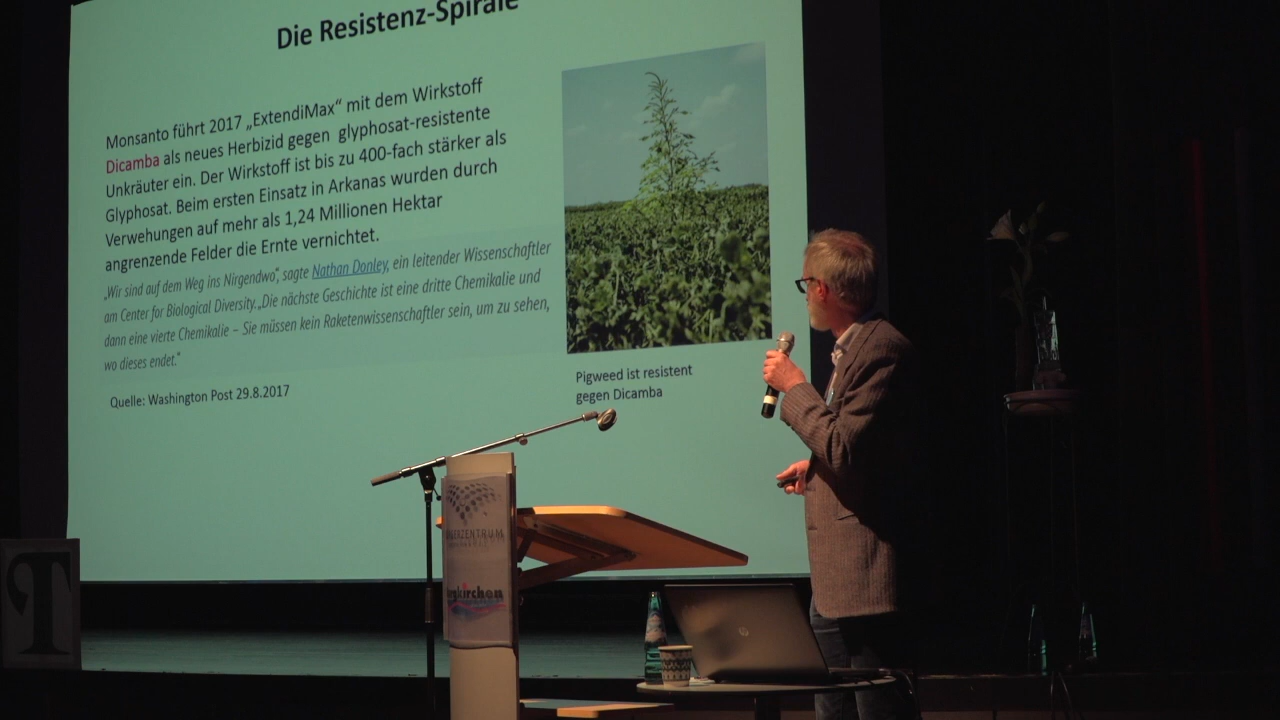 Die Resistenz-Spirale
Monsanto führt 2017 „ExtendiMax“ mit dem Wirkstoff
Dicamba als neues Herbizid gegen glyphosat-resistente
Unkräuter ein. Der Wirkstoff ist bis zu 400-fach stärker als
Glyphosat. Beim ersten Einsatz in Arkanas wurden durch
Verwehungen auf mehr als 1,24 Millionen Hektar
angrenzende Felder die Ernte vernichtet.
„Wir sind auf dem Weg ins Nirgendwo“, sagte Nathan Donley, ein leitender Wissenschaftler
am Center for Biological Diversity. „Die nächste Geschichte ist eine dritte Chemikalie und
dann eine vierte Chemikalie – Sie müssen kein Raketenwissenschaftler sein, um zu sehen,
wo dieses endet.“
Quelle: Washington Post 29.8.2017
Pigweed ist resistent
gegen Dicamba
T
hp